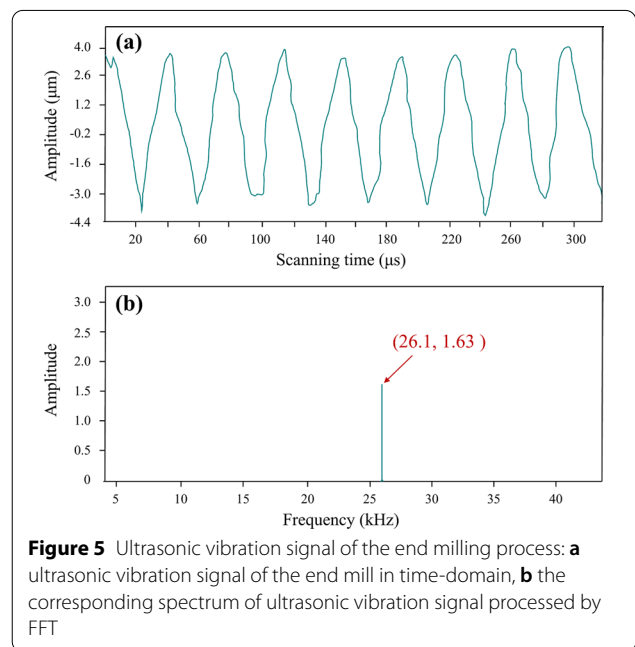 (a)
4.0
2.6
1.2
-0.2
-1.6
-3.0
-4.4
Amplitude (μm)
20 60 100 140 180 220 260 300
Scanning time (μs)
(b)
3.0
2.5
2.0
1.5
1.0
0.5
0
Amplitude
(26.1, 1.63 )
5 10 15 20 25 30 35 40
Frequency (kHz)
Figure 5 Ultrasonic vibration signal of the end milling process: a
ultrasonic vibration signal of the end mill in time-domain, b the
corresponding spectrum of ultrasonic vibration signal processed by
FFT